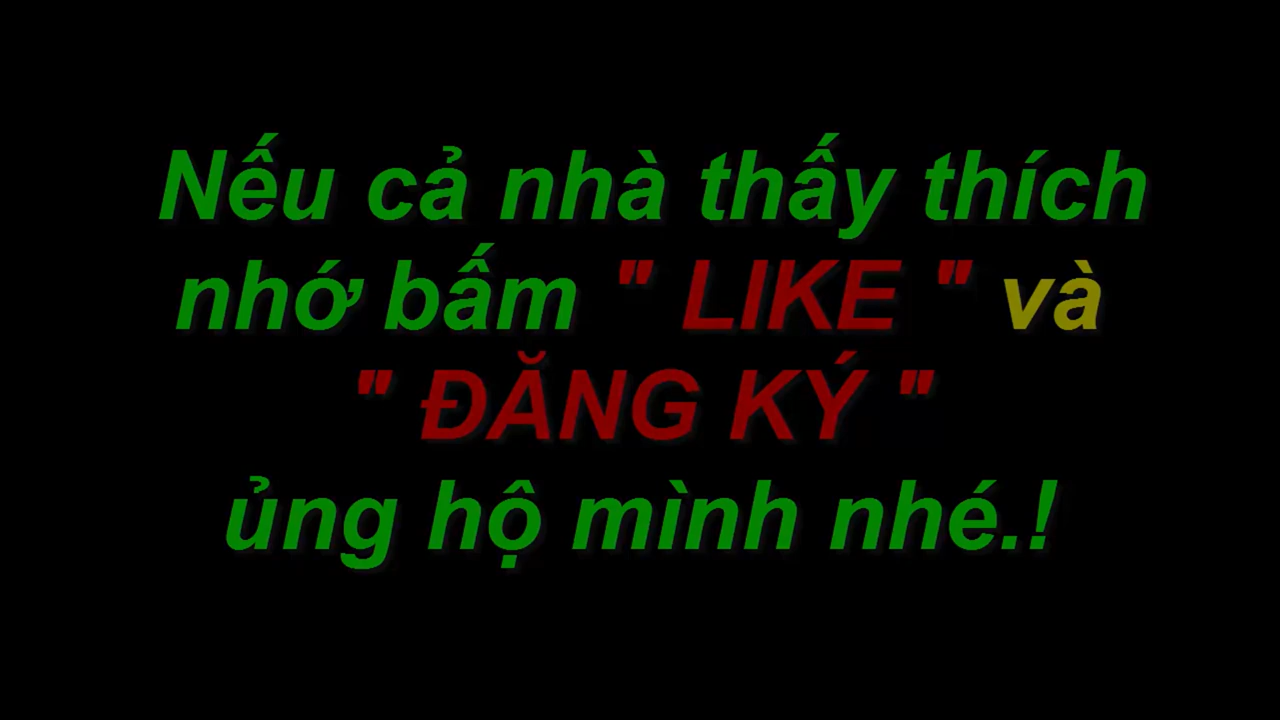 Nếu cả nhà thấy thích
nhớ bấm " LIKE " và
" ĐĂNG KÝ "
ủng hộ mình nhé.!